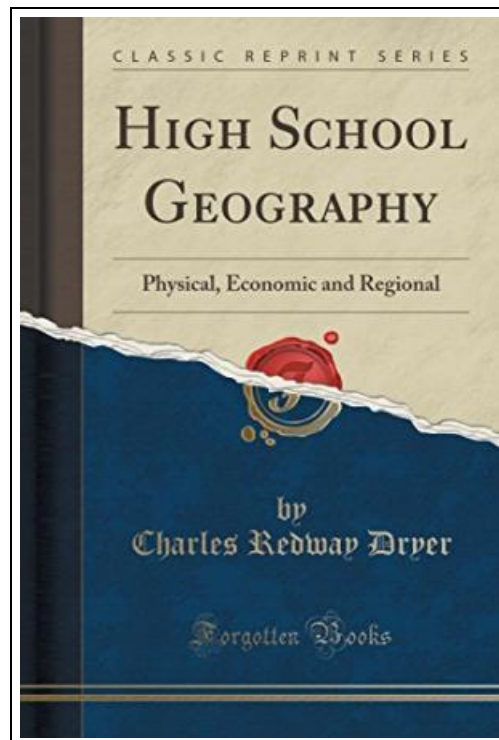 CLASSIC REPRINT SERIES
HIGH SCHOOL
GEOGRAPHY
Physical, Economic and Regional
by
Charles Redway Dryer
Forgotten Books